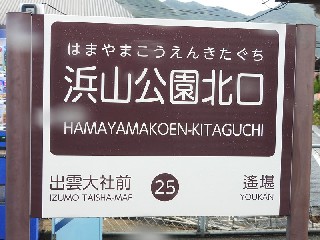 はまやまこうえんきたぐち
浜山公園北口
HAMAYAMAKOEN-KITAGUCHI
出雲大社前 25 遙堪
IZUMO TAISHA-MAE YOUKAN